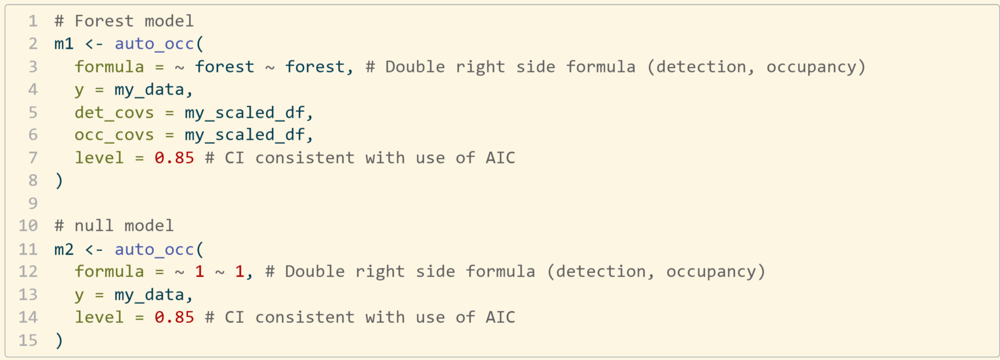 1 # Forest model
2 m1 <- auto_occ(
3   formula = ~ forest ~ forest, # Double right side formula (detection, occupancy)
4   y = my_data,
5   det_covs = my_scaled_df,
6   occ_covs = my_scaled_df,
7   level = 0.85 # CI consistent with use of AIC
8 )
9
10 # null model
11 m2 <- auto_occ(
12   formula = ~ 1 ~ 1, # Double right side formula (detection, occupancy)
13   y = my_data,
14   level = 0.85 # CI consistent with use of AIC
15 )